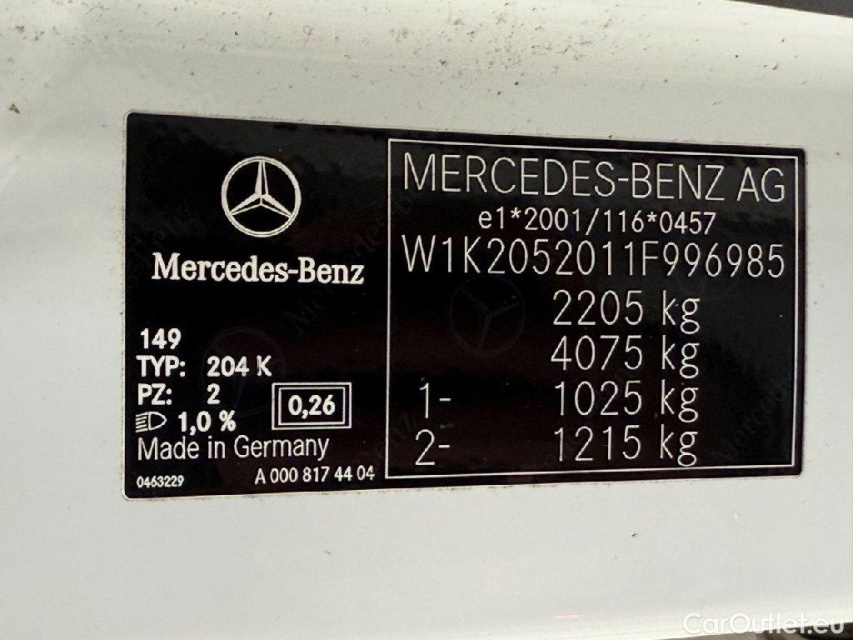 Mercedes-Benz
149
TYP: 204 K
PZ: 2
1,0 %
0,26
Made in Germany
0463229
A 000 817 44 04
MERCEDES-BENZ AG
e1*2001/116*0457
W1K2052011F996985
2205 kg
4075 kg
1- 1025 kg
2- 1215 kg
CarOutlet.eu